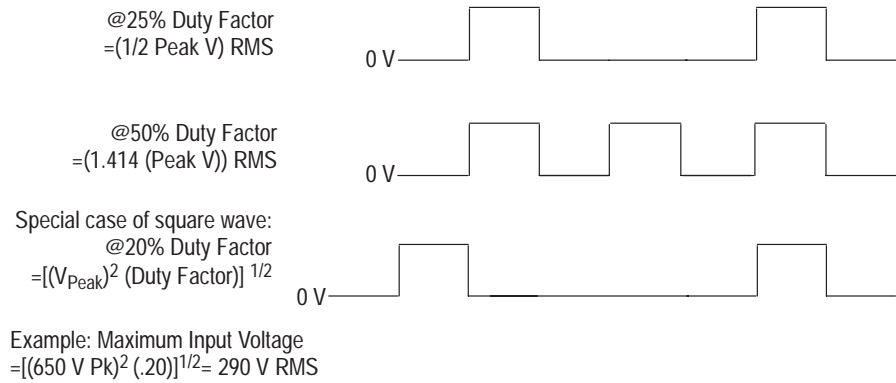 @25% Duty Factor
=(1/2 Peak V) RMS
0 V
@50% Duty Factor
=(1.414 (Peak V)) RMS
0 V
Special case of square wave:
@20% Duty Factor
=[(VPeak)2 (Duty Factor)] 1/2
0 V
Example: Maximum Input Voltage
=[(650 V Pk)2 (.20)]1/2= 290 V RMS